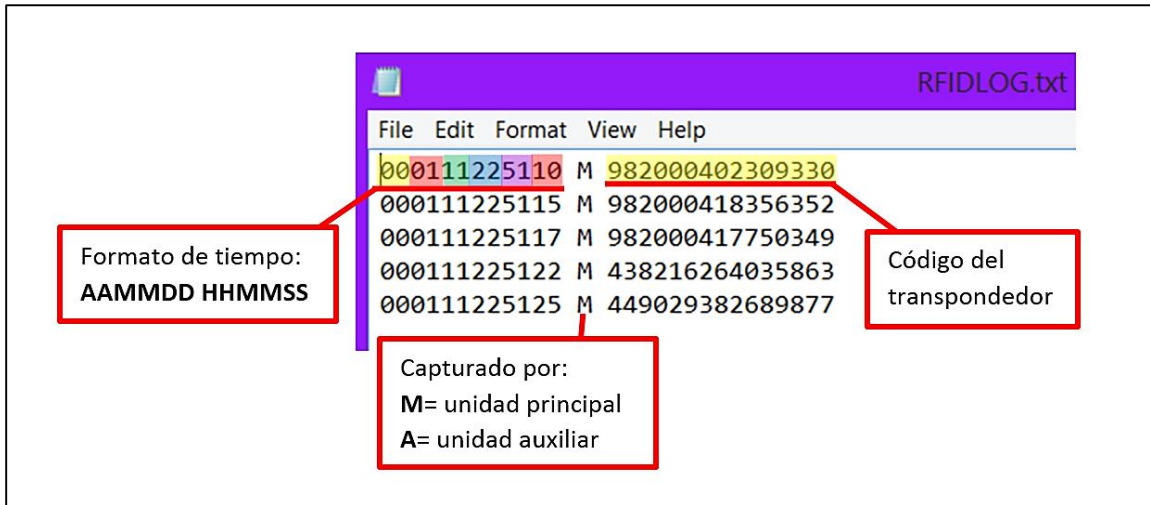 RFIDLOG.txt
File Edit Format View Help
000111225110 M 982000402309330
000111225115 M 982000418356352
000111225117 M 982000417750349
000111225122 M 438216264035863
000111225125 M 449029382689877
Formato de tiempo:
AAMMDD HHMMSS
Código del
transpondedor
Capturado por:
M= unidad principal
A= unidad auxiliar